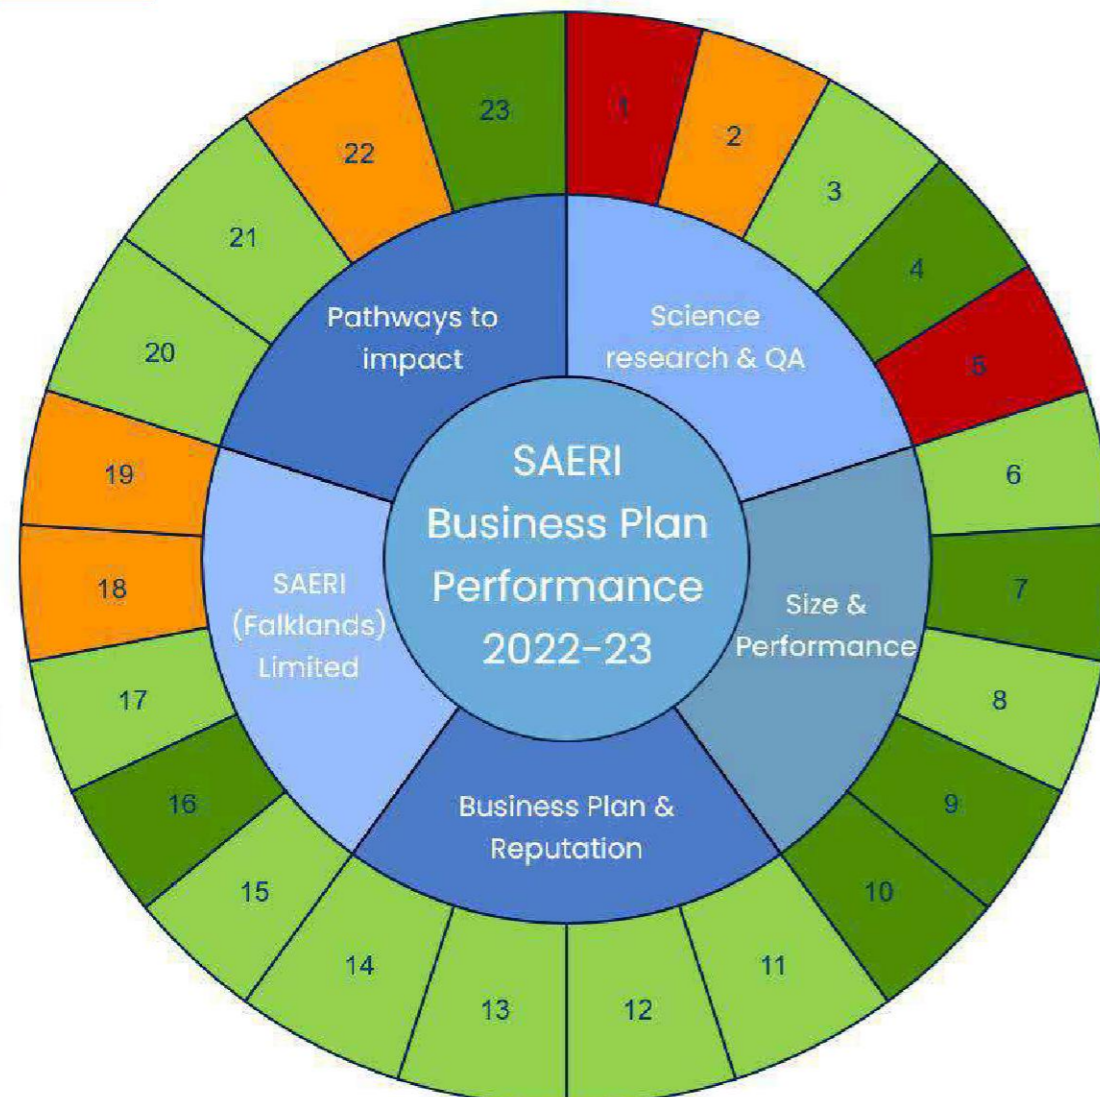 SAERI
Business Plan
Performance
2022-23
Science
research & QA
Size &
Performance
Business Plan &
Reputation
SAERI
(Falklands)
Limited
Pathways to
impact
1
2
3
4
5
6
7
8
9
10
11
12
13
14
15
16
17
18
19
20
21
22
23